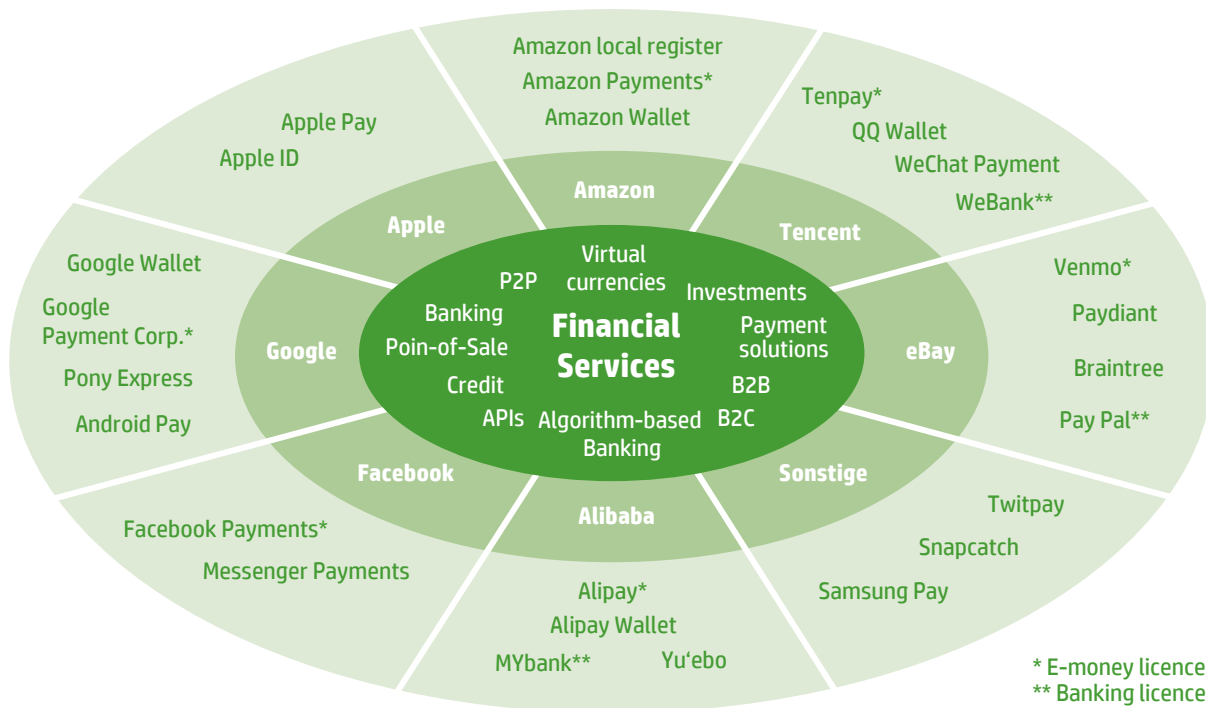 Amazon local register
Amazon Payments*
Amazon Wallet
Tenpay*
QQ Wallet
WeChat Payment
WeBank**
Apple Pay
Apple ID
Amazon
Apple
Tencent
Google Wallet
Google
Payment Corp.*
Pony Express
Android Pay
Google
Venmo*
Paydiant
Braintree
Pay Pal**
eBay
Virtual
currencies
P2P
Investments
Banking
Financial
Services
Payment
solutions
Poin-of-Sale
Credit
B2B
APIs
Algorithm-based
Banking
B2C
Facebook
Sonstige
Alibaba
Facebook Payments*
Messenger Payments
Twitpay
Snapcatch
Samsung Pay
Alipay*
Alipay Wallet
MYbank**
Yu‘ebo
* E-money licence
** Banking licence